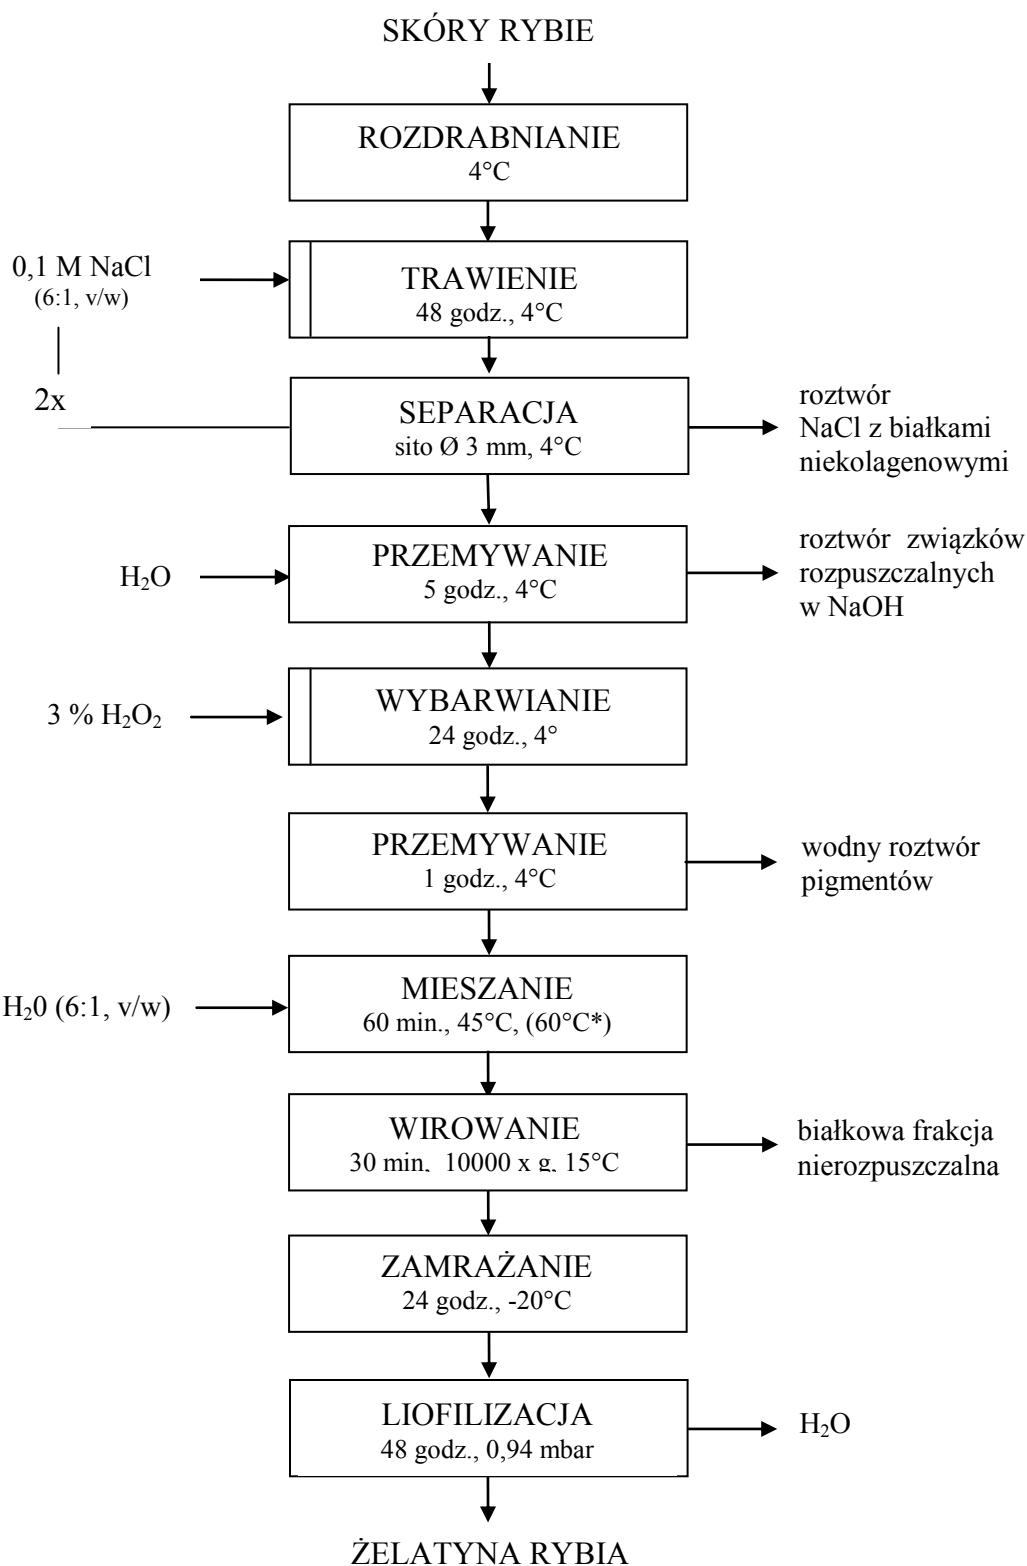 SKÓRY RYBIE
ROZDRABNIANIE
4°C
0,1 M NaCl
(6:1, v/w)
TRAWIENIE
48 godz., 4°C
2x
SEPARACJA
sito Ø 3 mm, 4°C
roztwór
NaCl z białkami
niekolagenowymi
H₂O
PRZEMYWANIE
5 godz., 4°C
roztwór związków
rozpuszczalnych
w NaOH
3 % H₂O₂
WYBARWIANIE
24 godz., 4°
PRZEMYWANIE
1 godz., 4°C
wodny roztwór
pigmentów
H₂0 (6:1, v/w)
MIESZANIE
60 min., 45°C, (60°C*)
WIROWANIE
30 min, 10000 x g, 15°C
białkowa frakcja
nierozpuszczalna
ZAMRAŻANIE
24 godz., -20°C
LIOFILIZACJA
48 godz., 0,94 mbar
H₂O
ŻELATYNA RYBIA